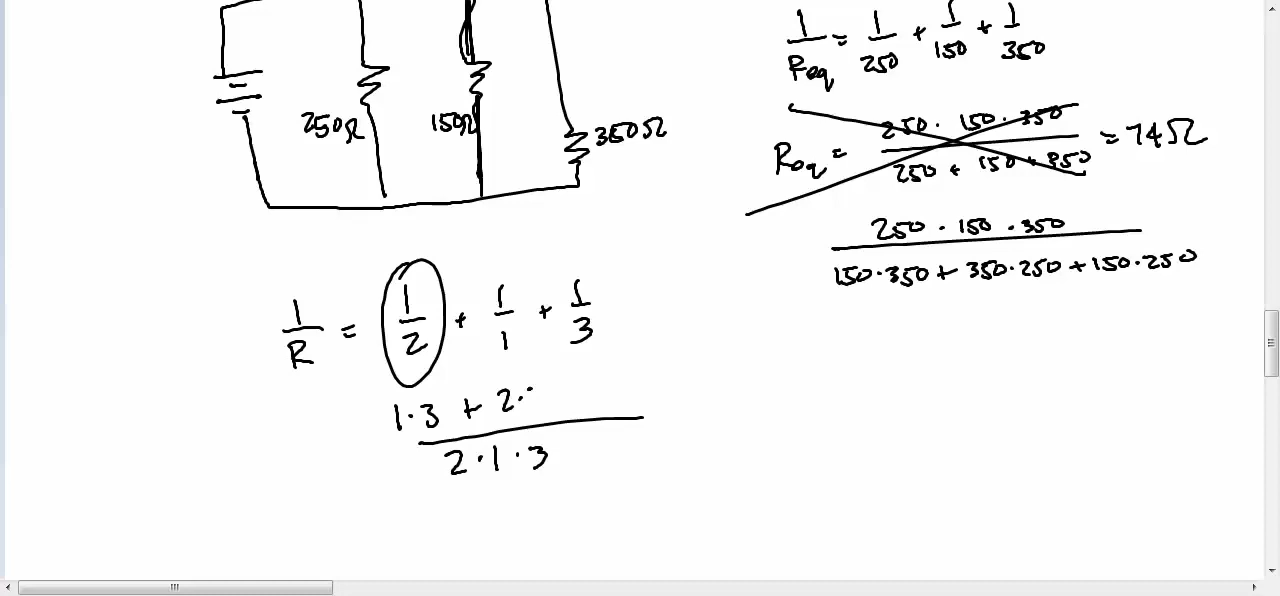 250Ω
150Ω
350Ω
1/R = 1/2 + 1/1 + 1/3
1·3 + 2·
2·1·3
1/Req = 1/250 + 1/150 + 1/350
Req = 250 · 150 · 350 / 250 + 150 + 350 = 74Ω
250 · 150 · 350
150·350 + 350·250 + 150·250